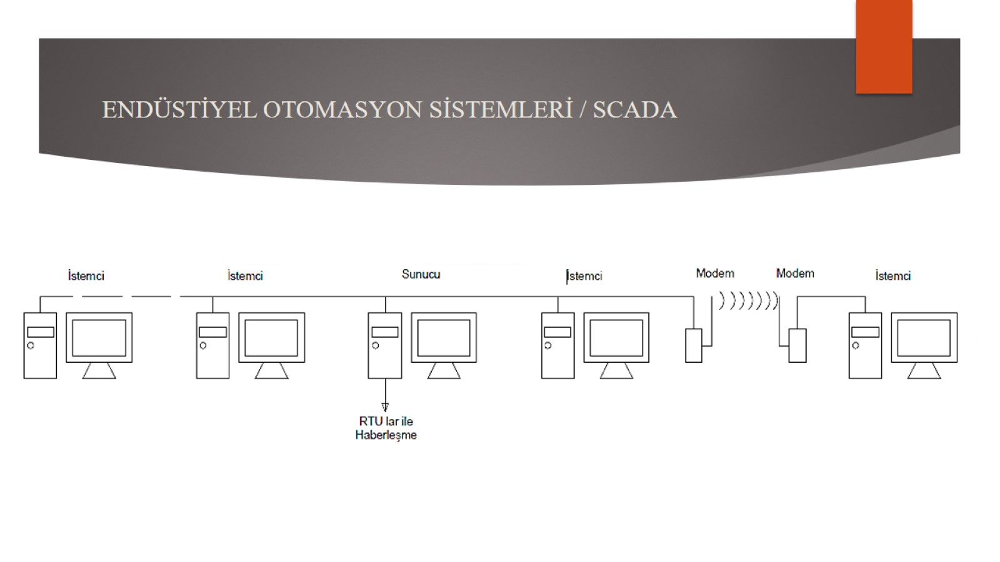 ENDÜSTİYEL OTOMASYON SİSTEMLERİ / SCADA
İstemci
İstemci
Sunucu
İstemci
Modem
Modem
İstemci
RTU lar ile
Haberleşme